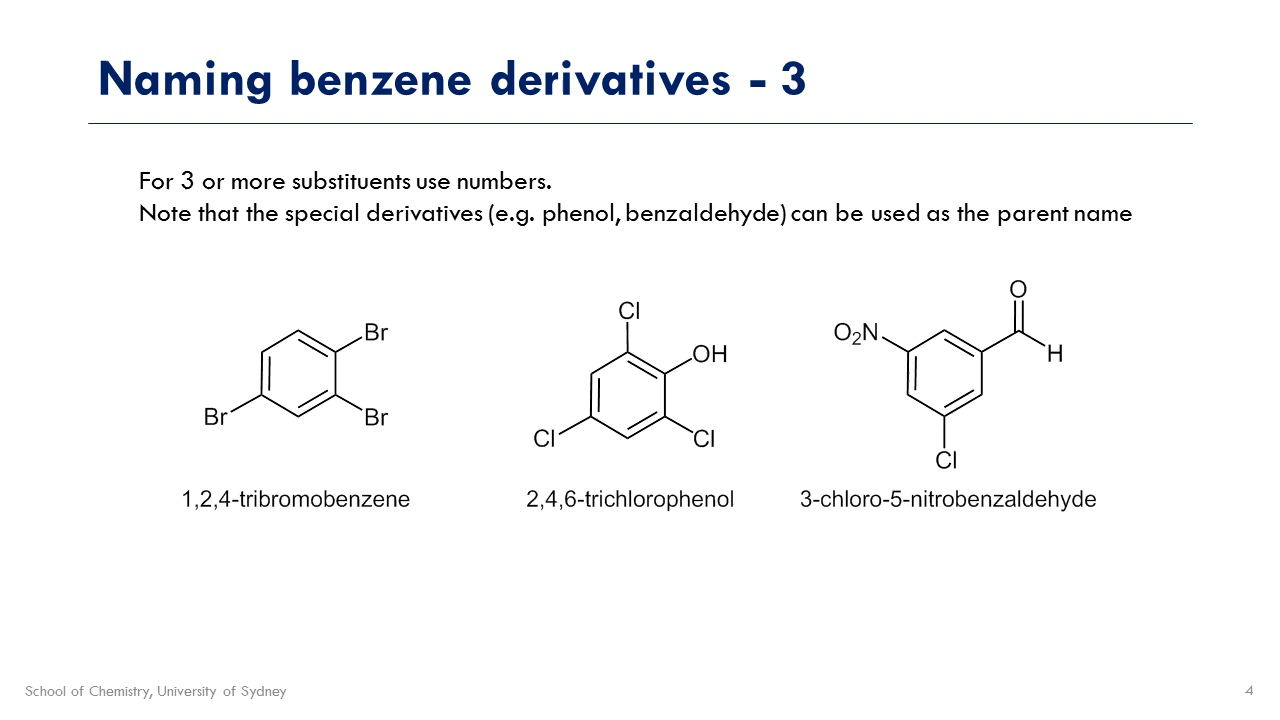 Naming benzene derivatives - 3
For 3 or more substituents use numbers.
Note that the special derivatives (e.g. phenol, benzaldehyde) can be used as the parent name
Br
Br
Br
1,2,4-tribromobenzene
Cl
OH
Cl
Cl
2,4,6-trichlorophenol
O
O₂N
H
Cl
3-chloro-5-nitrobenzaldehyde
School of Chemistry, University of Sydney
4